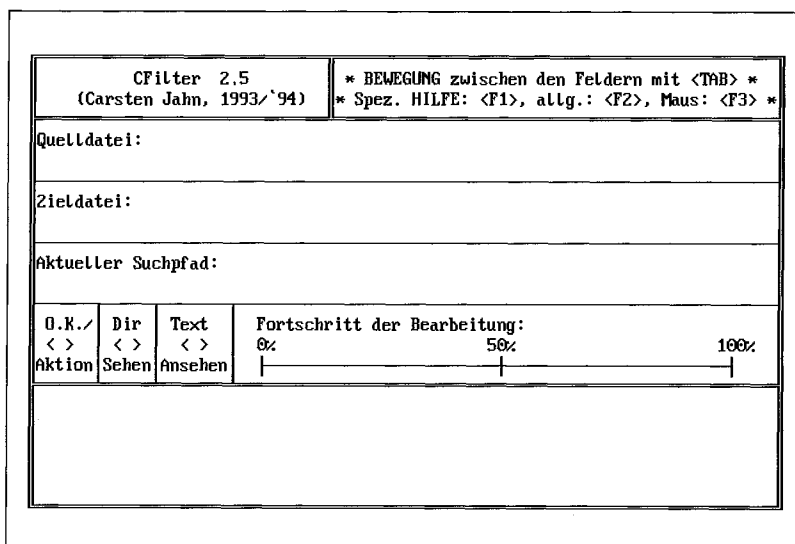 CFilter 2.5
(Carsten Jahn, 1993/`94)
* BEWEGUNG zwischen den Feldern mit <TAB> *
* Spez. HILFE: <F1>, allg.: <F2>, Maus: <F3> *
Quelldatei:
Zieldatei:
Aktueller Suchpfad:
O.K./
< >
Aktion
Dir
< >
Sehen
Text
< >
Ansehen
Fortschritt der Bearbeitung:
0% 50% 100%